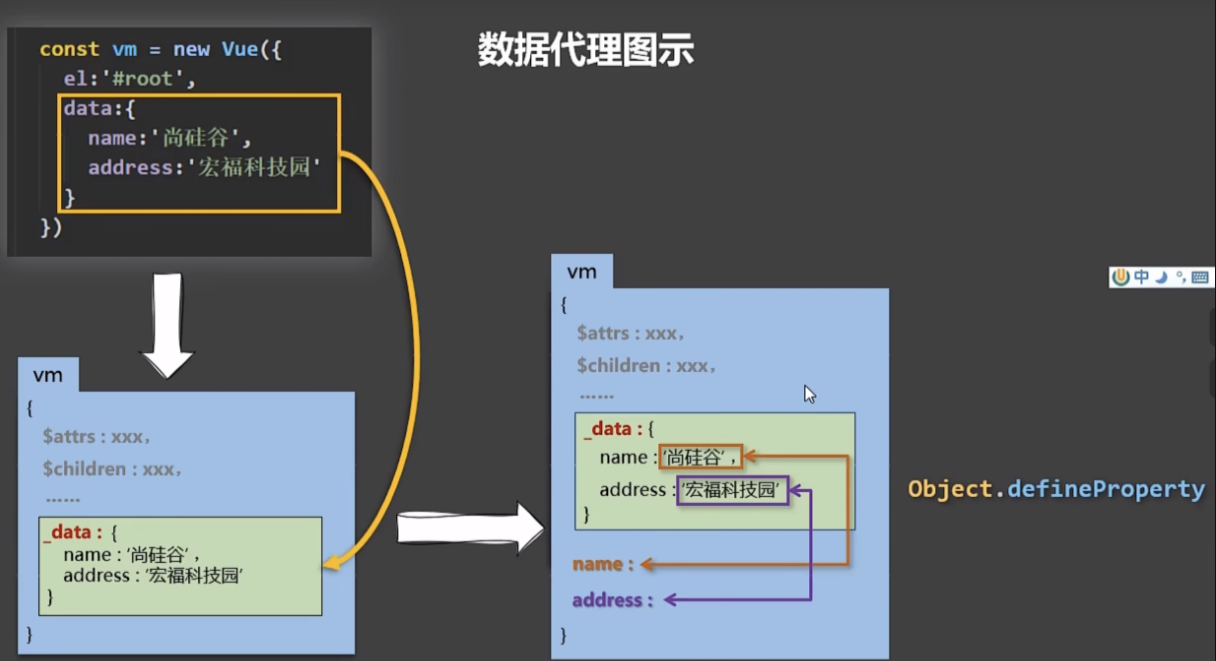 数据代理图示
const vm = new Vue({
el:'#root',
data:{
name:'尚硅谷',
address:'宏福科技园'
}
})
vm
{
$attrs : xxx，
$children : xxx，
……
_data : {
name : ‘尚硅谷’ ，
address : ‘宏福科技园’
}
}
vm
{
$attrs : xxx，
$children : xxx，
……
_data : {
name : ‘尚硅谷’ ，
address : ‘宏福科技园’
}
name :
address :
}
Object.defineProperty
中